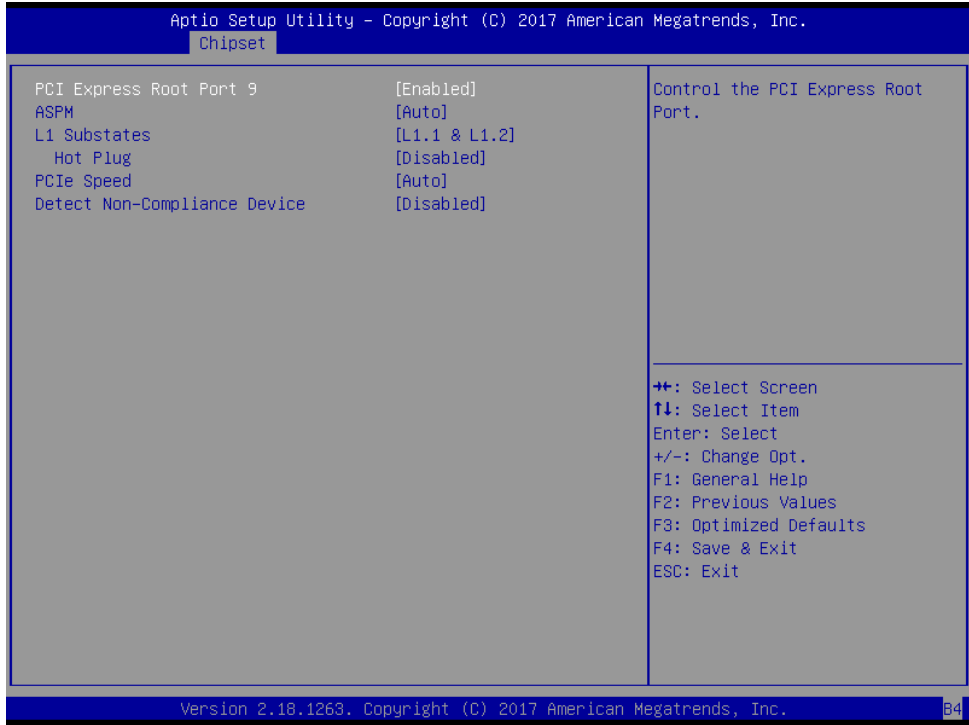 Aptio Setup Utility – Copyright (C) 2017 American Megatrends, Inc.
Chipset
PCI Express Root Port 9 [Enabled]
ASPM [Auto]
L1 Substates [L1.1 & L1.2]
Hot Plug [Disabled]
PCIe Speed [Auto]
Detect Non-Compliance Device [Disabled]
Control the PCI Express Root
Port.
→←: Select Screen
↑↓: Select Item
Enter: Select
+/-: Change Opt.
F1: General Help
F2: Previous Values
F3: Optimized Defaults
F4: Save & Exit
ESC: Exit
Version 2.18.1263. Copyright (C) 2017 American Megatrends, Inc.
B4